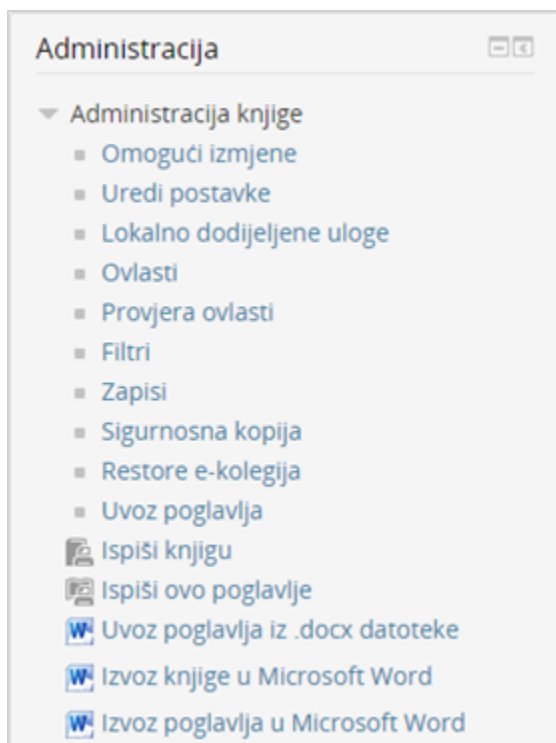 Administracija
Administracija knjige
Omogući izmjene
Uredi postavke
Lokalno dodijeljene uloge
Ovlasti
Provjera ovlasti
Filtri
Zapisi
Sigurnosna kopija
Restore e-kolegija
Uvoz poglavlja
Ispiši knjigu
Ispiši ovo poglavlje
Uvoz poglavlja iz .docx datoteke
Izvoz knjige u Microsoft Word
Izvoz poglavlja u Microsoft Word